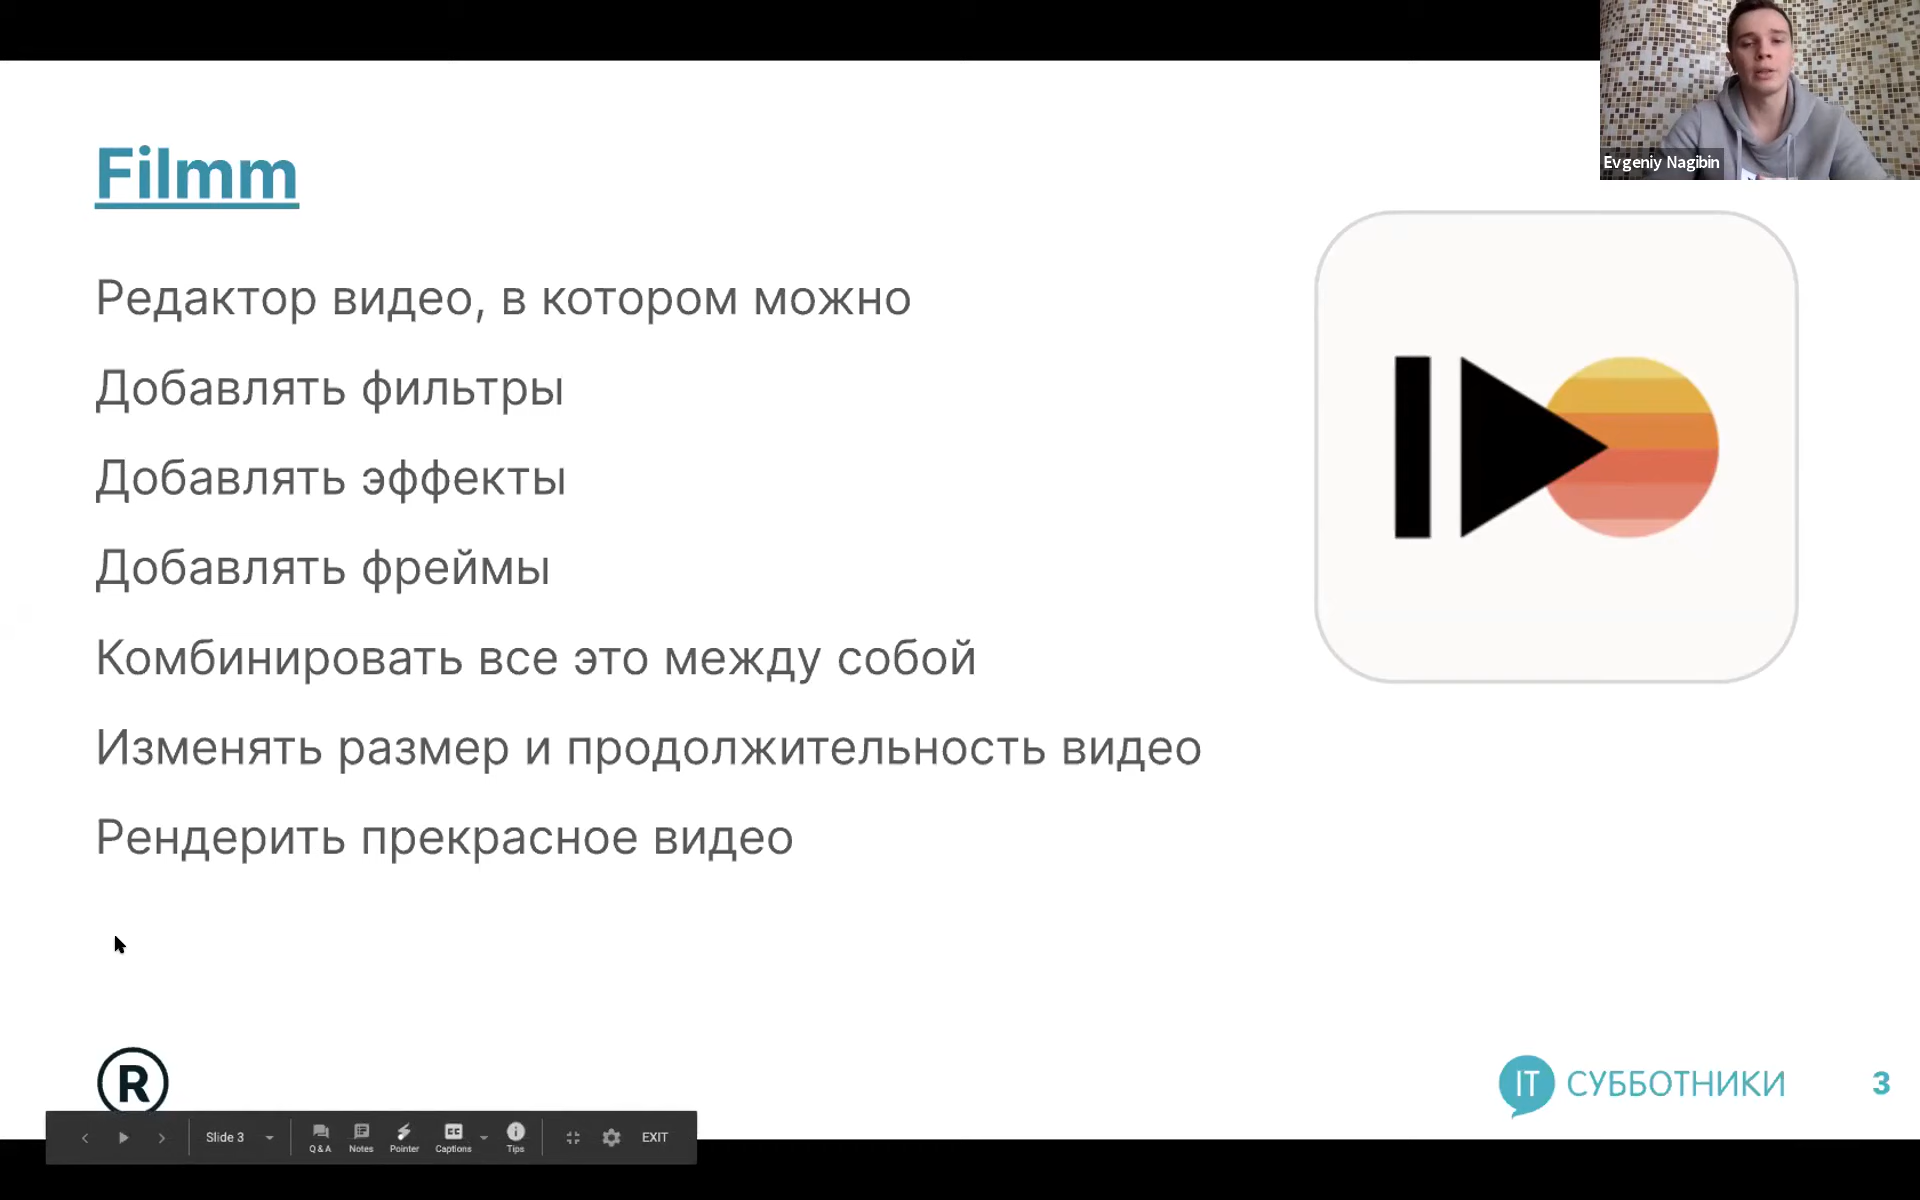 Evgeniy Nagibin
Filmm
Редактор видео, в котором можно
Добавлять фильтры
Добавлять эффекты
Добавлять фреймы
Комбинировать все это между собой
Изменять размер и продолжительность видео
Рендерить прекрасное видео
R
IT СУББОТНИКИ
3
Slide 3
Q&A
Notes
Pointer
Captions
Tips
EXIT